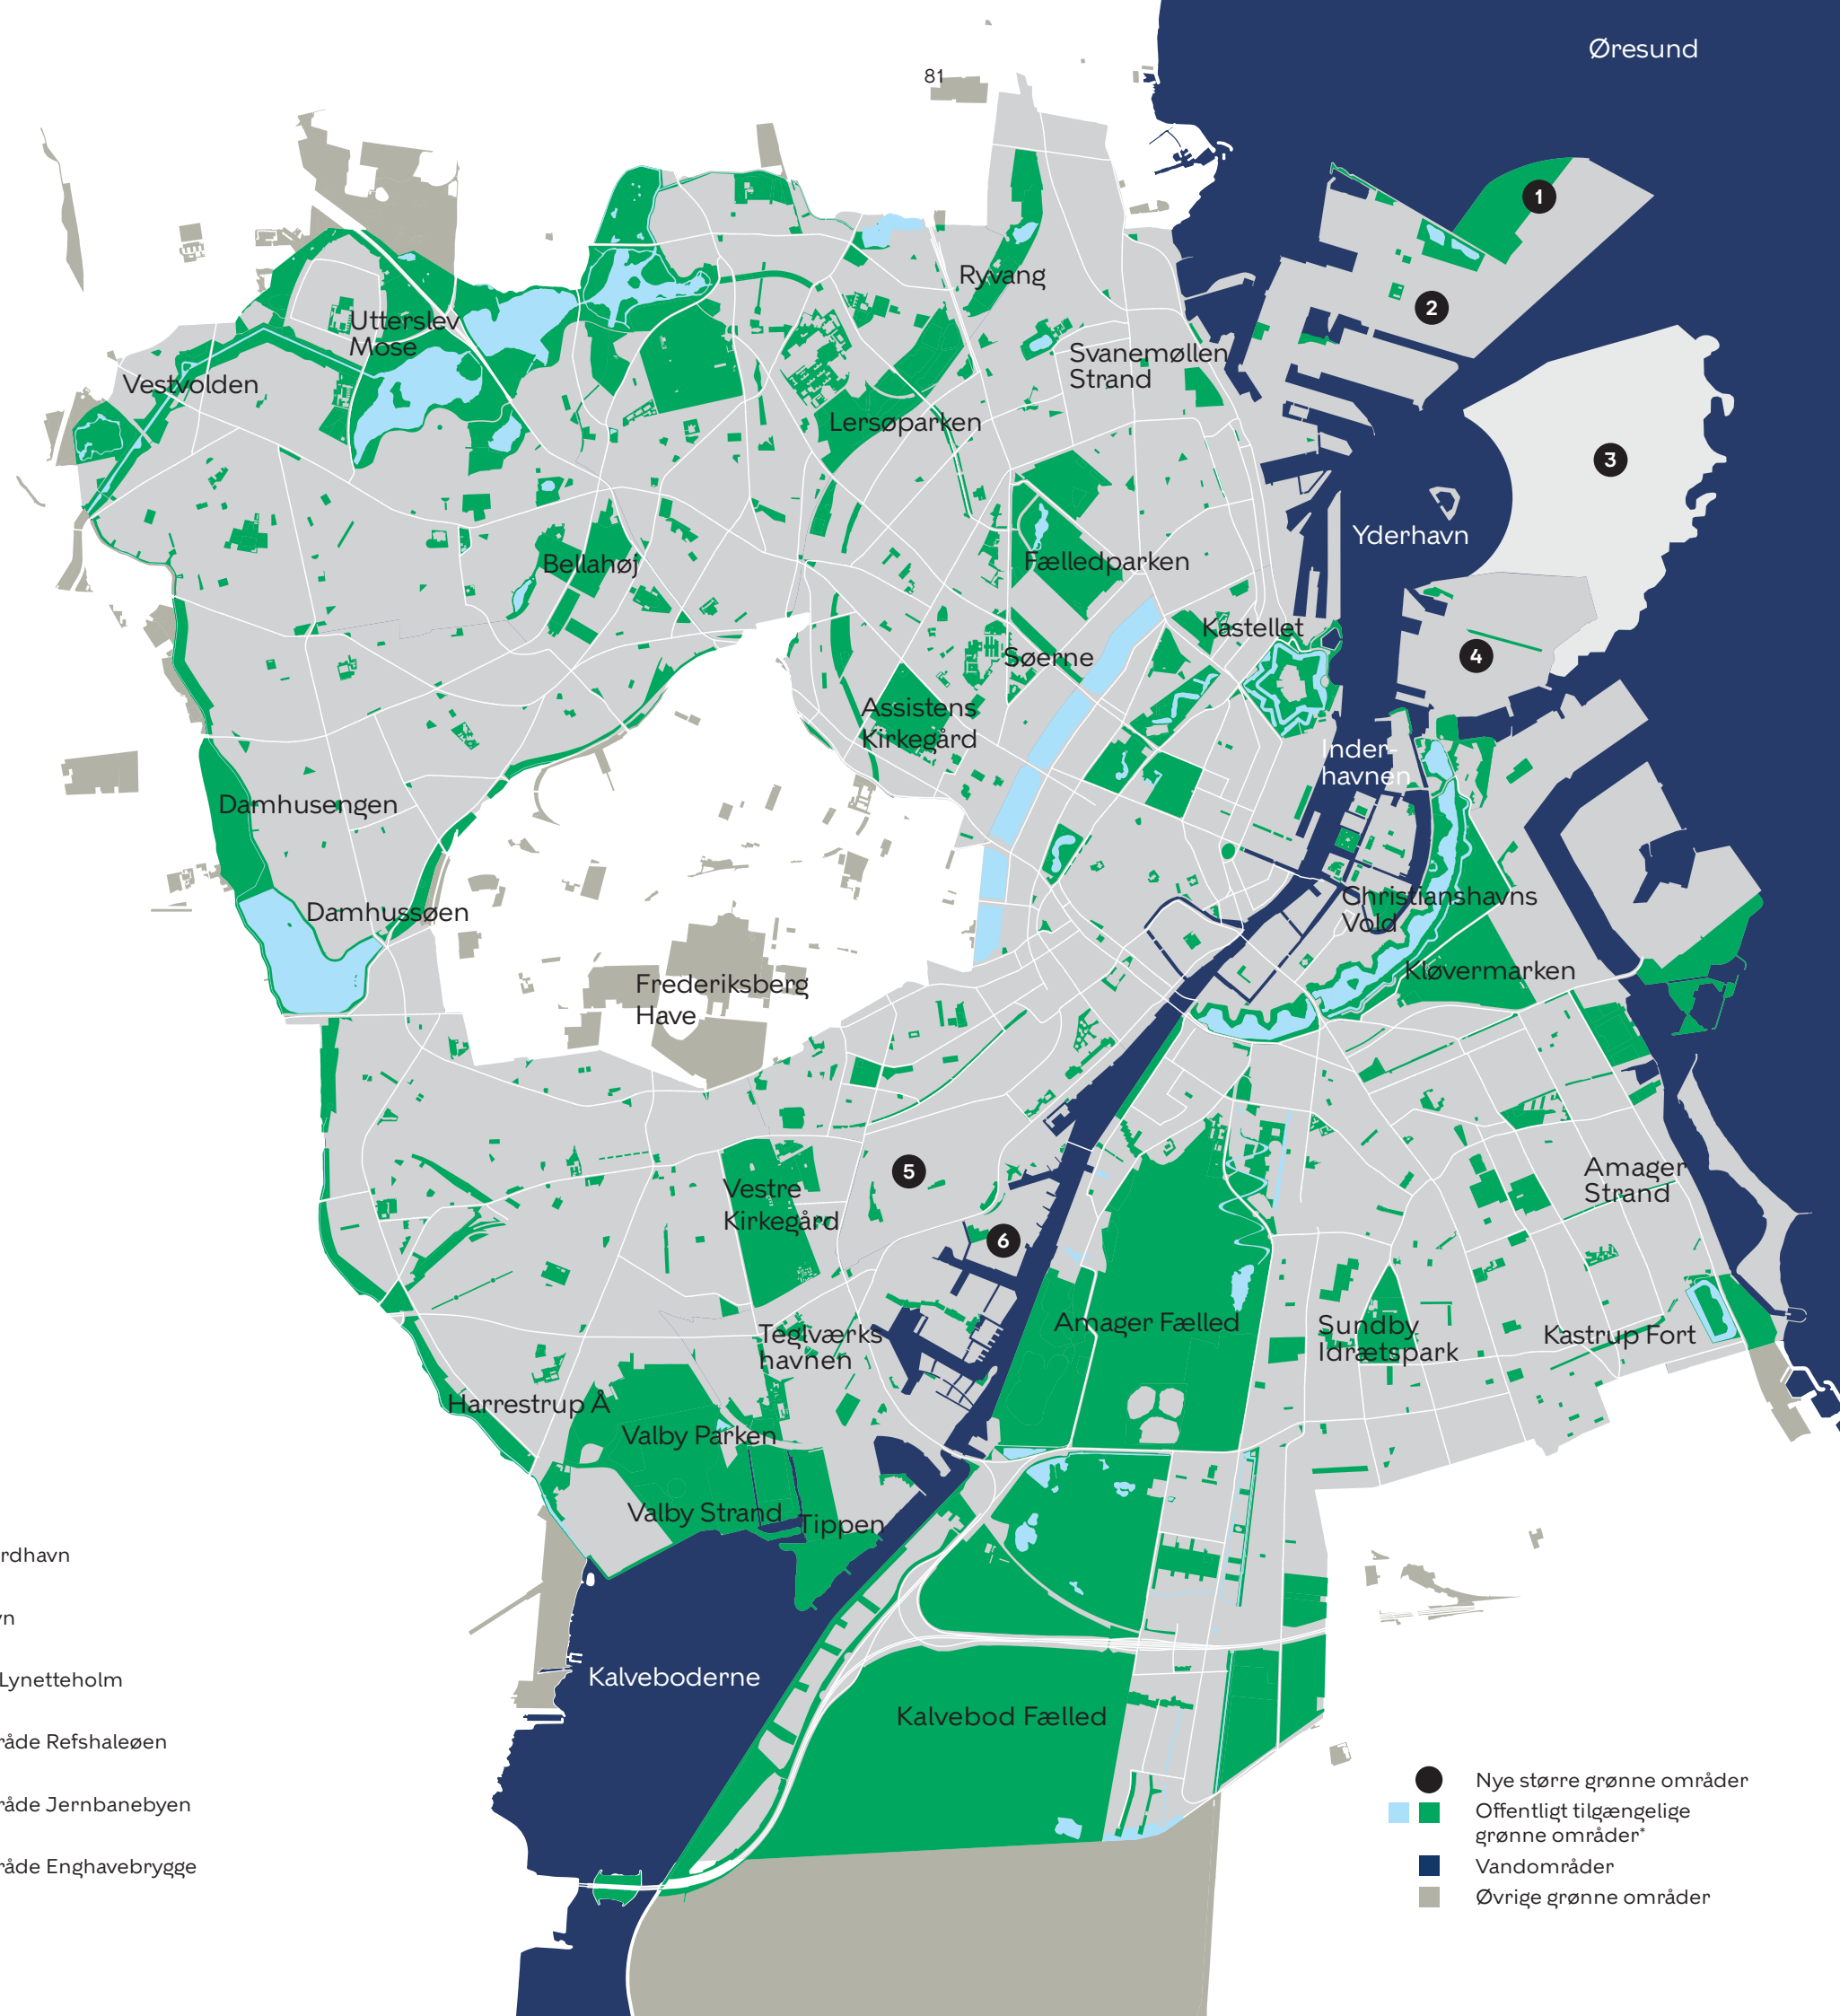 Øresund
81
1
2
Ryvang
Utterslev
Mose
Svanemøllen
Strand
Vestvolden
Lersøparken
3
Yderhavn
Bellahøj
Fælledparken
Kastellet
Søerne
4
Assistens
Kirkegård
Inder-
havnen
Damhusengen
Christianshavns
Vold
Damhussøen
Kløvermarken
Frederiksberg
Have
5
Amager
Strand
Vestre
Kirkegård
6
Amager Fælled
Sundby
Idrætspark
Kastrup Fort
Teglværks
havnen
Harrestrup Å
Valby Parken
Valby Strand
Tippen
rdhavn
vn
Lynetteholm
Kalveboderne
Kalvebod Fælled
råde Refshaleøen
råde Jernbanebyen
råde Enghavebrygge
Nye større grønne områder
Offentligt tilgængelige
grønne områder*
Vandområder
Øvrige grønne områder